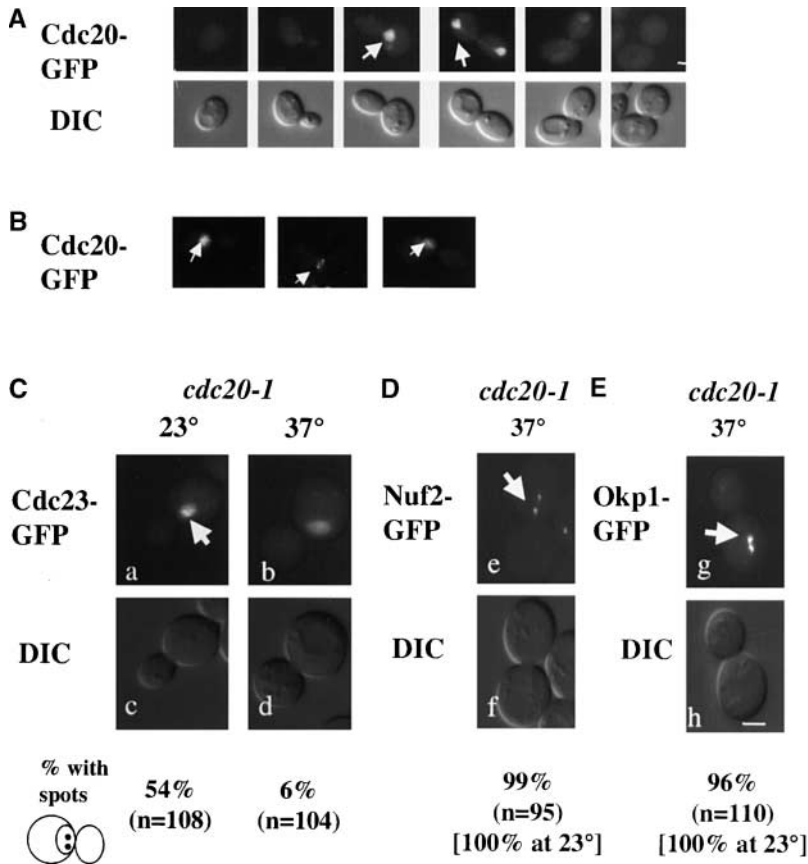 A
Cdc20-
GFP
DIC
B
Cdc20-
GFP
C
cdc20-1
23°
37°
Cdc23-
GFP
a
b
DIC
c
d
% with
spots
54%
(n=108)
6%
(n=104)
D
cdc20-1
37°
Nuf2-
GFP
e
DIC
f
99%
(n=95)
[100% at 23°]
E
cdc20-1
37°
Okp1-
GFP
g
DIC
h
96%
(n=110)
[100% at 23°]